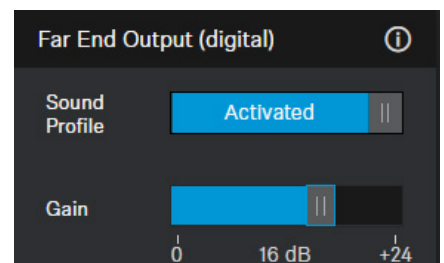 Far End Output (digital)
Sound
Profile
Activated
Gain
0 16 dB +24